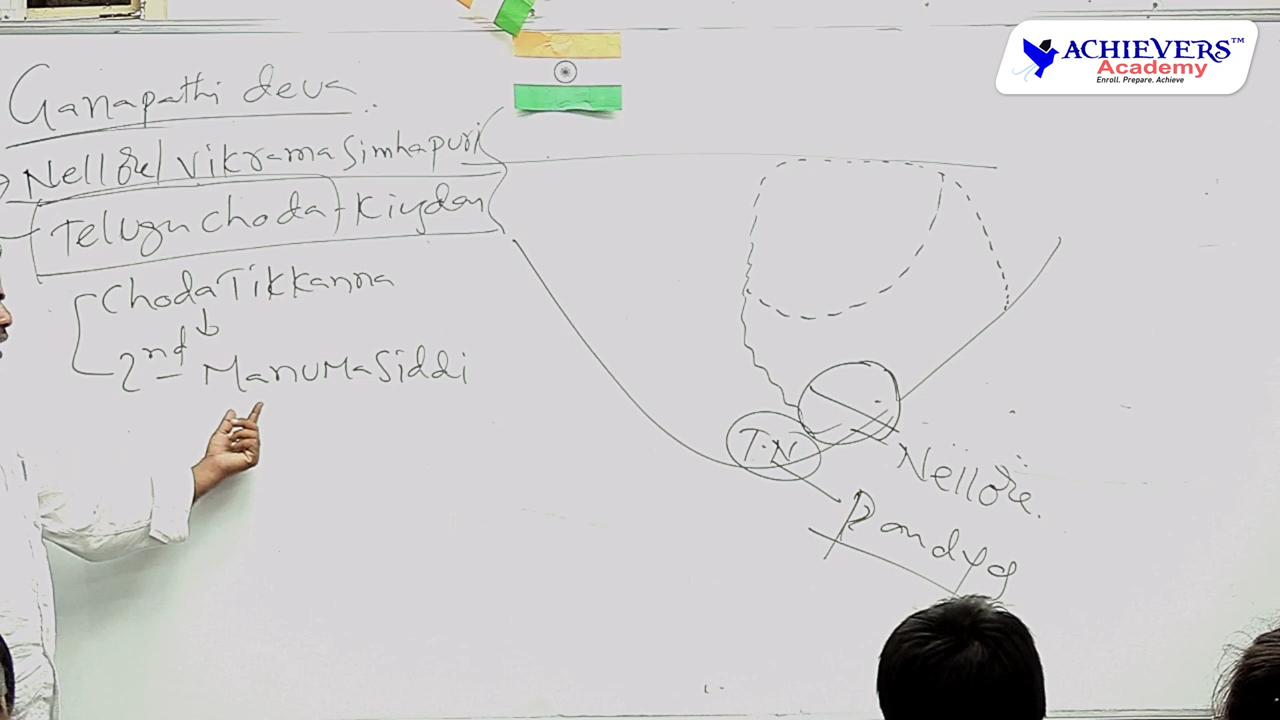 ACHIEVERS™
Academy
Enroll. Prepare. Achieve
Ganapathi deva
Nellore/Vikrama Simhapuri
Telugu choda Kingdom
Choda Tikkanna
2nd Manuma Siddi
T.N
Nellore.
Pandya